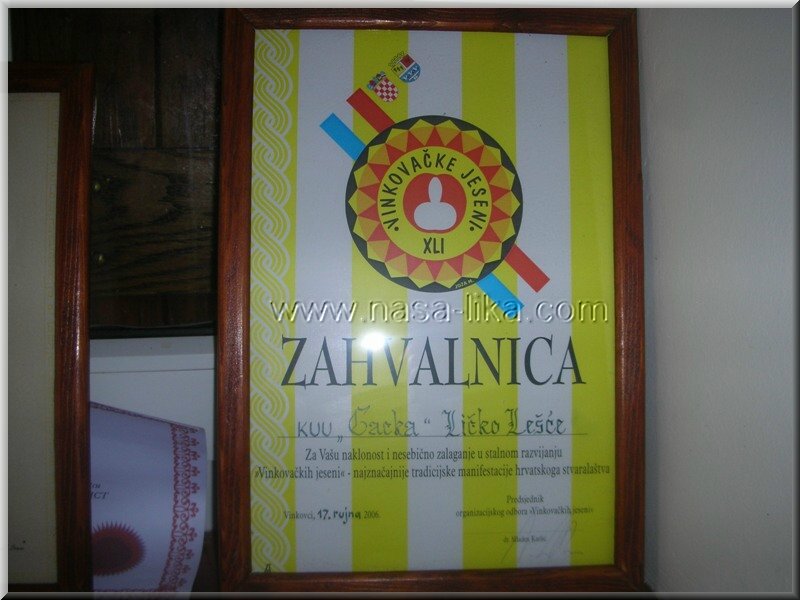 VINKOVAČKE JESENI
XLI
JOZA M.
www.nasa-lika.com
ZAHVALNICA
KUU „Gacka“ Ličko Lešće
Za Vašu naklonost i nesebično zalaganje u stalnom razvijanju
»Vinkovačkih jeseni« - najznačajnije tradicijske manifestacije hrvatskoga stvaralaštva
Predsjednik
Vinkovci, 17. rujna 2006.
organizacijskog odbora »Vinkovačkih jeseni«